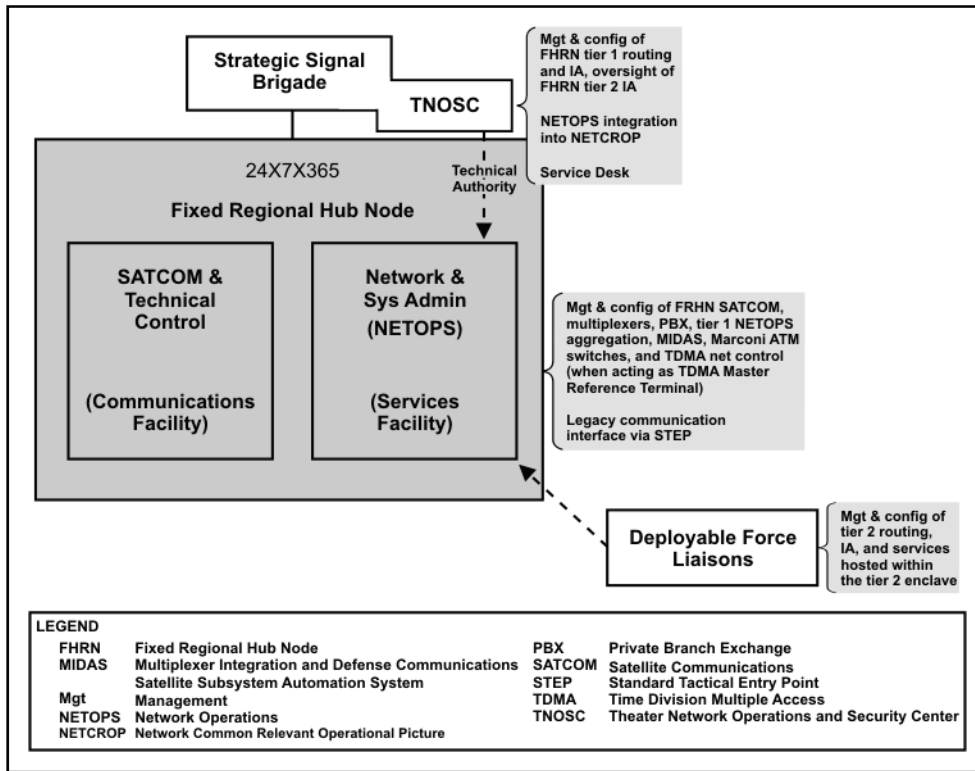 Strategic Signal
Brigade
TNOSC
Mgt & config of
FHRN tier 1 routing
and IA, oversight of
FHRN tier 2 IA
NETOPS integration
into NETCROP
Service Desk
24X7X365
Technical
Authority
Fixed Regional Hub Node
SATCOM &
Technical
Control
(Communications
Facility)
Network &
Sys Admin
(NETOPS)
(Services
Facility)
Mgt & config of FRHN SATCOM,
multiplexers, PBX, tier 1 NETOPS
aggregation, MIDAS, Marconi ATM
switches, and TDMA net control
(when acting as TDMA Master
Reference Terminal)
Legacy communication
interface via STEP
Deployable Force
Liaisons
Mgt & config of
tier 2 routing,
IA, and services
hosted within
the tier 2 enclave
LEGEND
FHRN Fixed Regional Hub Node
MIDAS Multiplexer Integration and Defense Communications
Satellite Subsystem Automation System
Mgt Management
NETOPS Network Operations
NETCROP Network Common Relevant Operational Picture
PBX Private Branch Exchange
SATCOM Satellite Communications
STEP Standard Tactical Entry Point
TDMA Time Division Multiple Access
TNOSC Theater Network Operations and Security Center